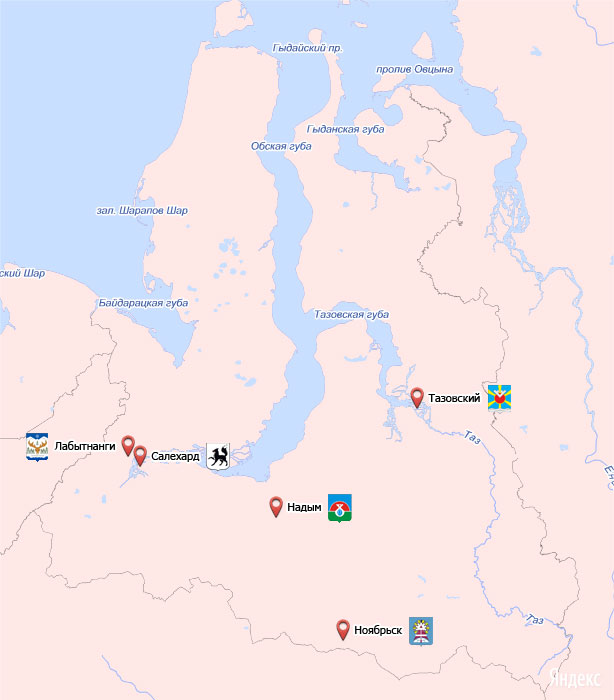 Гыдайский пр.
пролив Овцына
Гыданская губа
Обская губа
зап. Шарапов Шар
ский Шар
Байдарацкая губа
Тазовская губа
Тазовский
Таз
Лабытнанги
Салехард
Надым
Таз
Ноябрьск
Яндекс